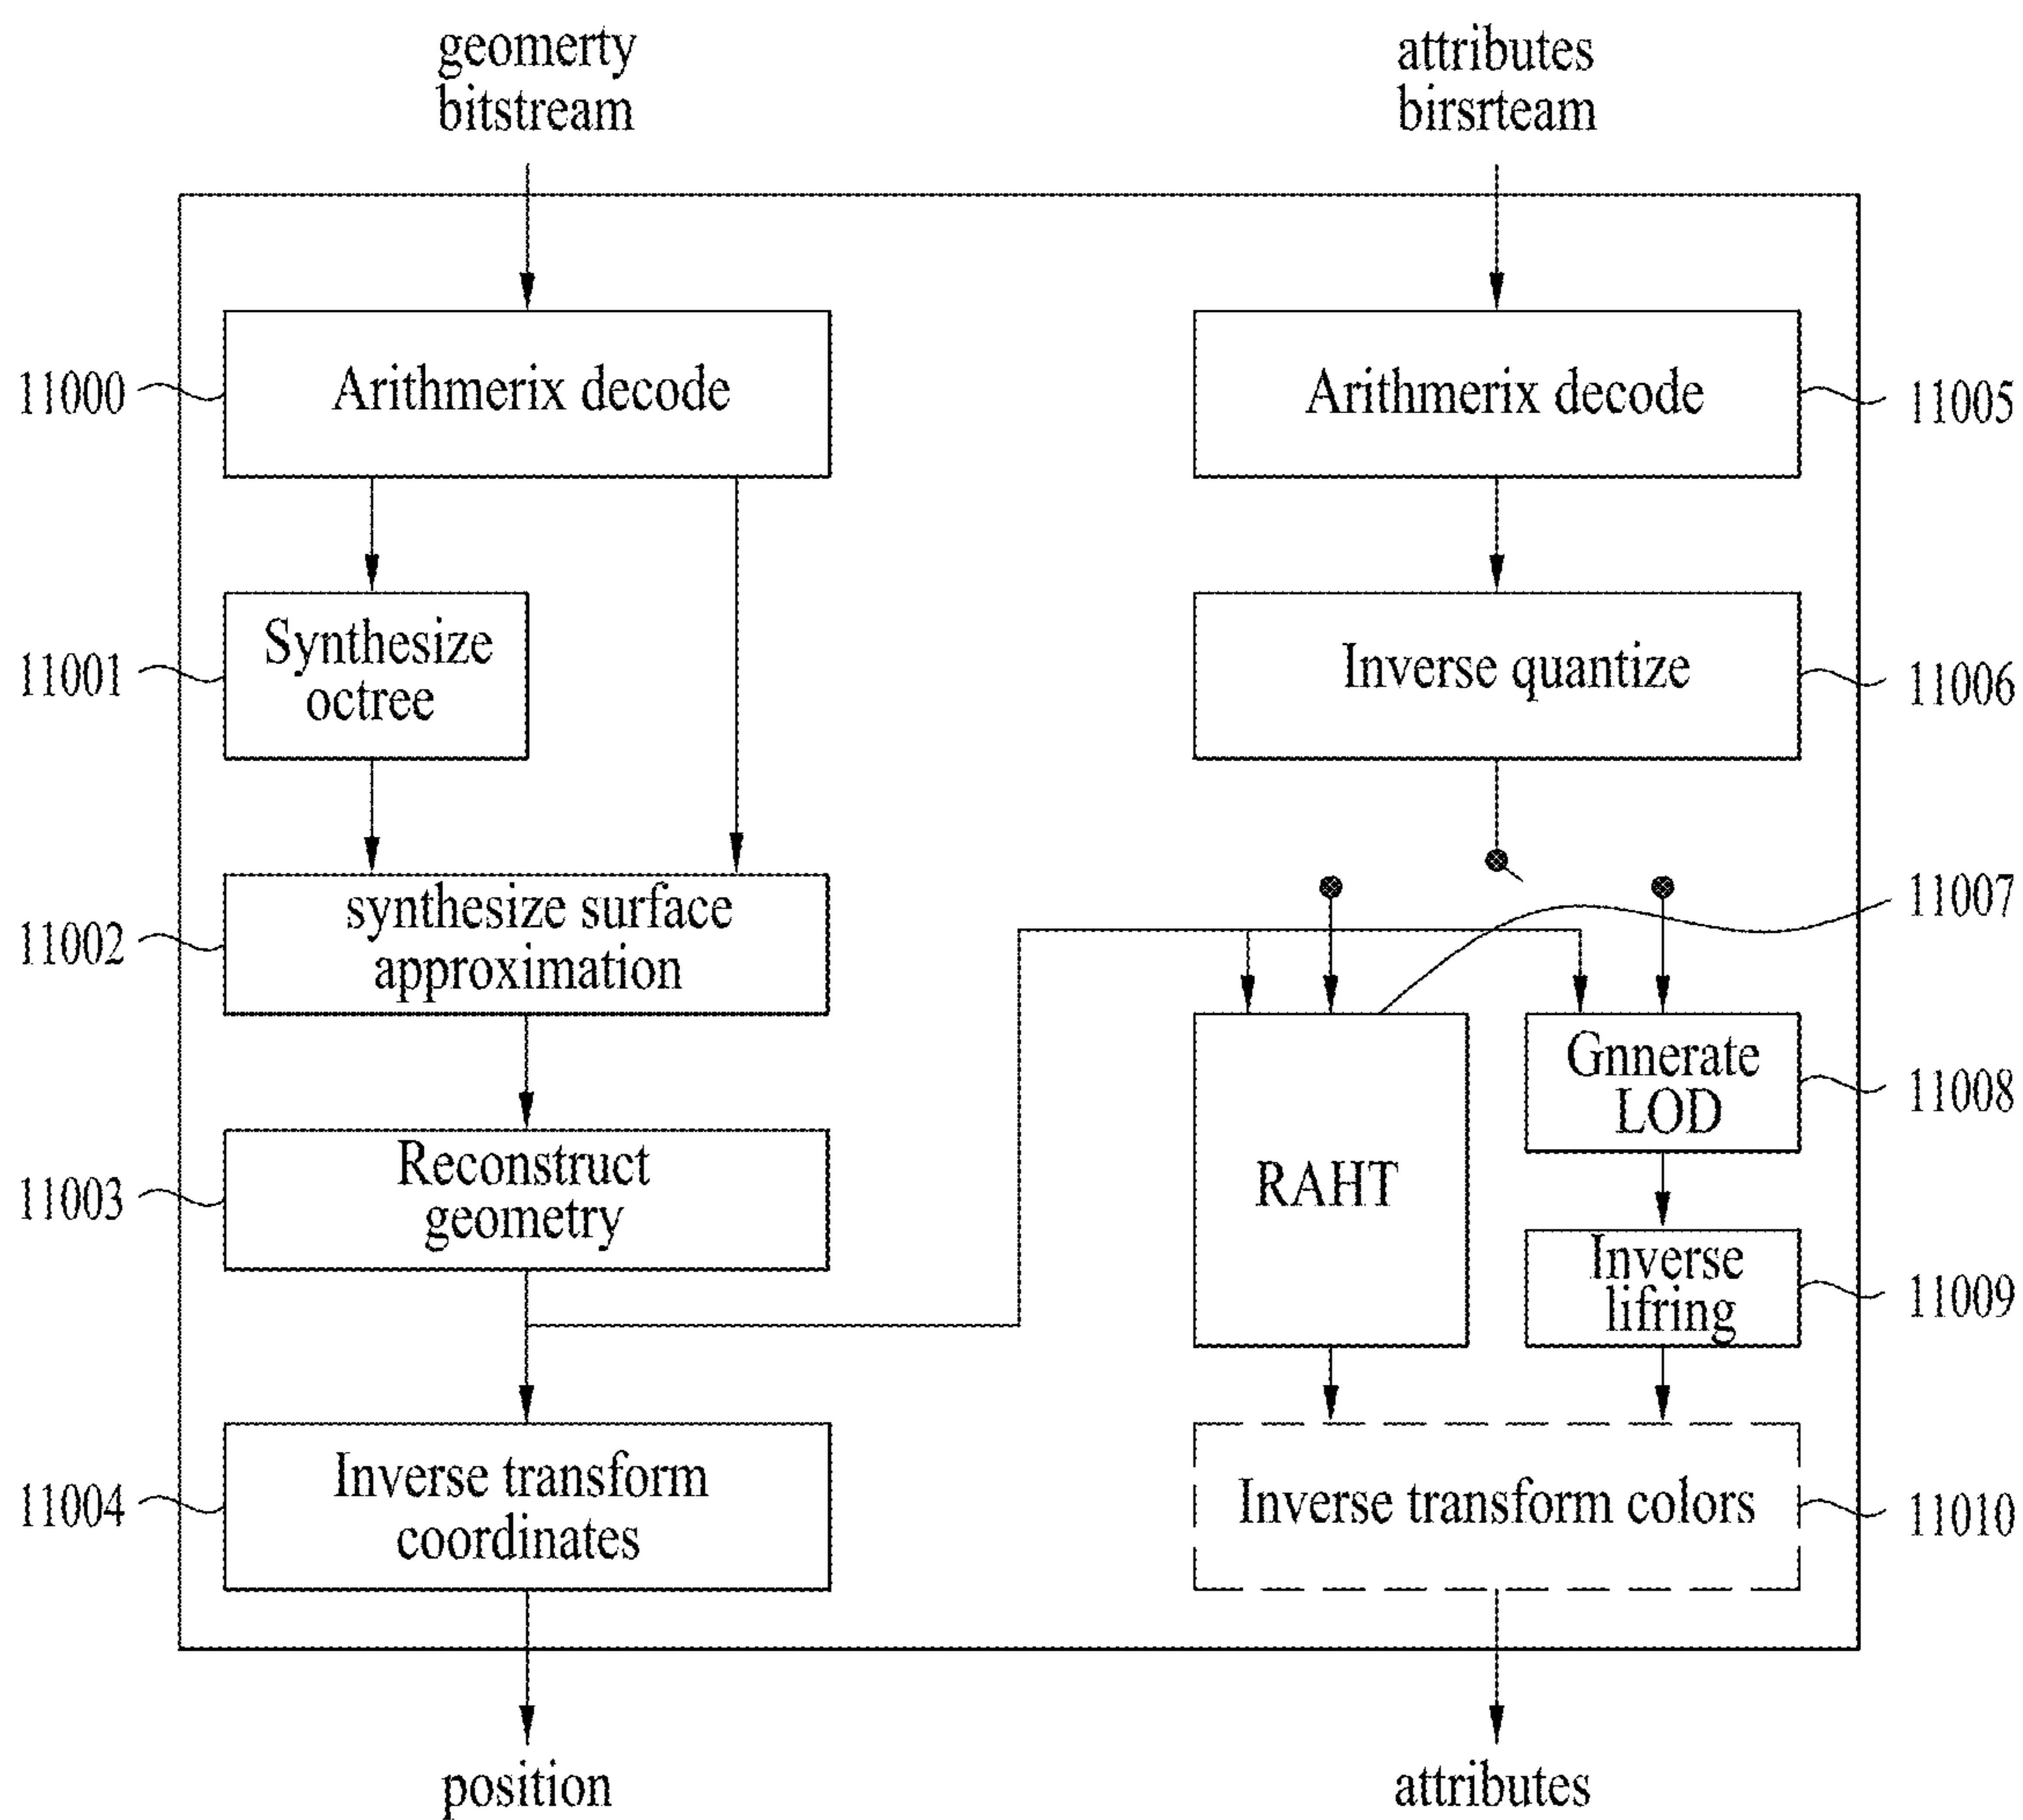 geomerty
bitstream
attributes
birsrteam
11000
Arithmerix decode
Arithmerix decode
11005
11001
Synthesize
octree
Inverse quantize
11006
11007
11002
synthesize surface
approximation
Gnnerate
LOD
11008
RAHT
11003
Reconstruct
geometry
Inverse
lifring
11009
11004
Inverse transform
coordinates
Inverse transform colors
11010
position
attributes